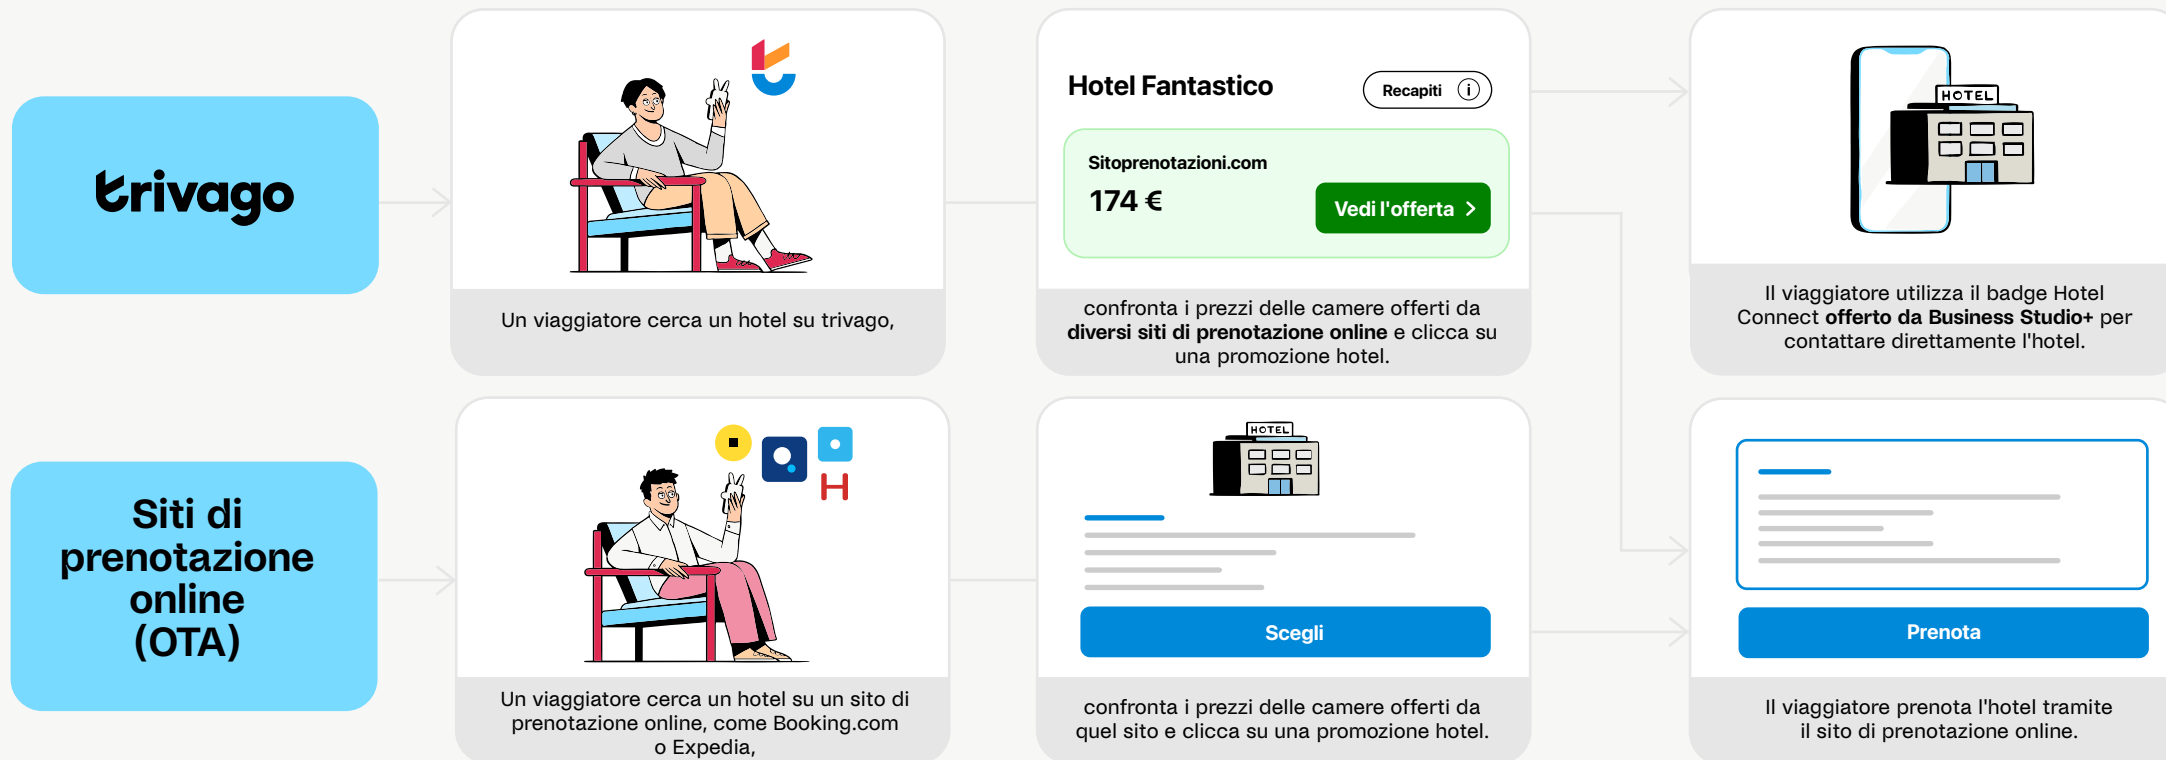 trivago
Un viaggiatore cerca un hotel su trivago,
Hotel Fantastico
Recapiti i
Sitoprenotazioni.com
174 €
Vedi l'offerta
confronta i prezzi delle camere offerti da
diversi siti di prenotazione online e clicca su
una promozione hotel.
HOTEL
Il viaggiatore utilizza il badge Hotel
Connect offerto da Business Studio+ per
contattare direttamente l'hotel.
Siti di
prenotazione
online
(OTA)
H
Un viaggiatore cerca un hotel su un sito di
prenotazione online, come Booking.com
o Expedia,
HOTEL
Scegli
confronta i prezzi delle camere offerti da
quel sito e clicca su una promozione hotel.
Prenota
Il viaggiatore prenota l'hotel tramite
il sito di prenotazione online.